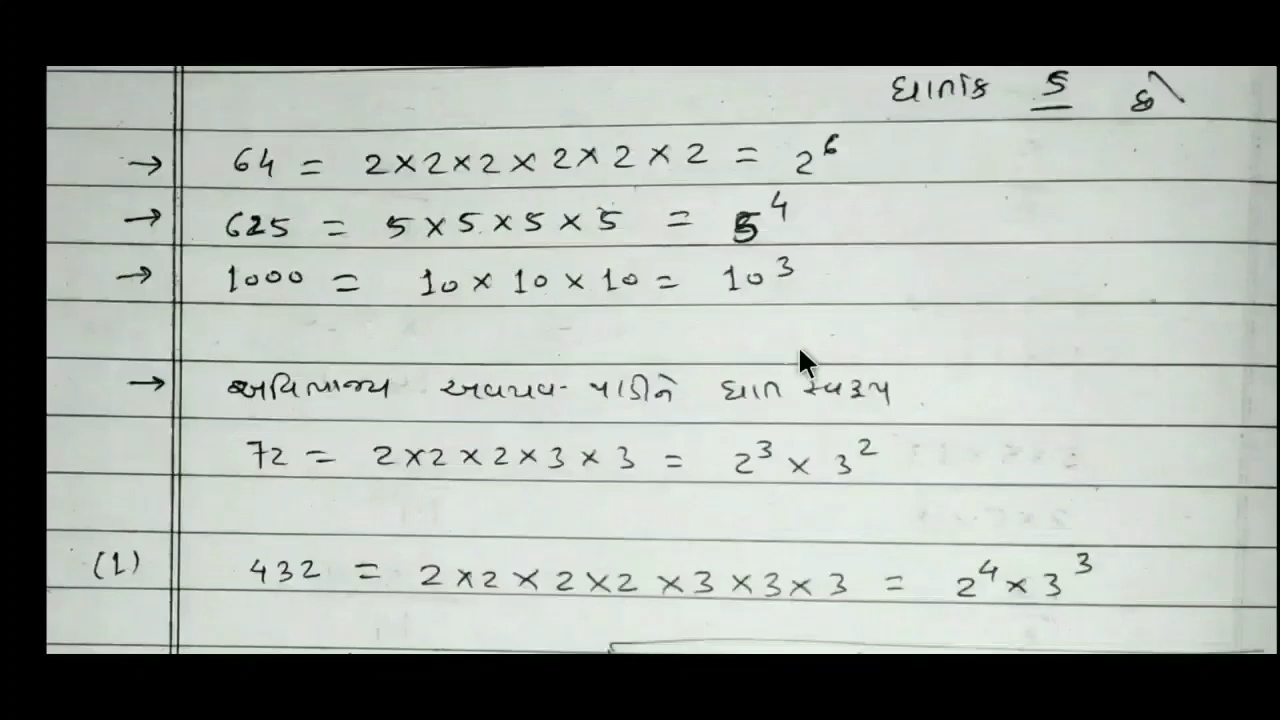 ઘાતાંક 5 છે
→ 64 = 2×2×2×2×2×2 = 2⁶
→ 625 = 5×5×5×5 = 5⁴
→ 1000 = 10×10×10 = 10³
→ અવિભાજ્ય અવયવ પાડીને ઘાત સ્વરૂપ
72 = 2×2×2×3×3 = 2³×3²
(1) 432 = 2×2×2×2×3×3×3 = 2⁴×3³